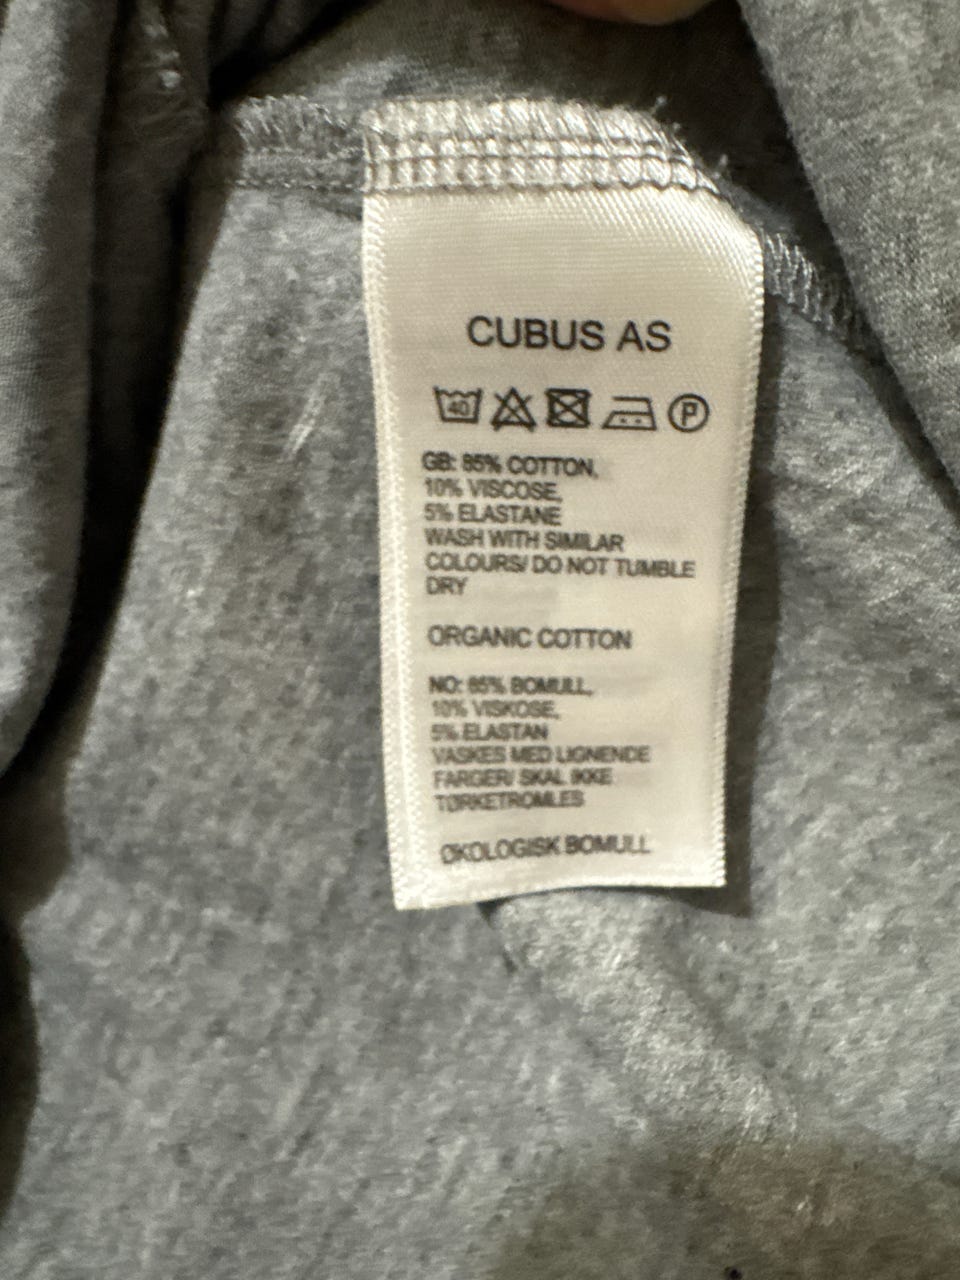 CUBUS AS
40 P
GB: 85% COTTON,
10% VISCOSE,
5% ELASTANE
WASH WITH SIMILAR
COLOURS/ DO NOT TUMBLE
DRY
ORGANIC COTTON
NO: 85% BOMULL,
10% VISKOSE,
5% ELASTAN
VASKES MED LIGNENDE
FARGER/ SKAL IKKE
TØRKETROMLES
ØKOLOGISK BOMULL